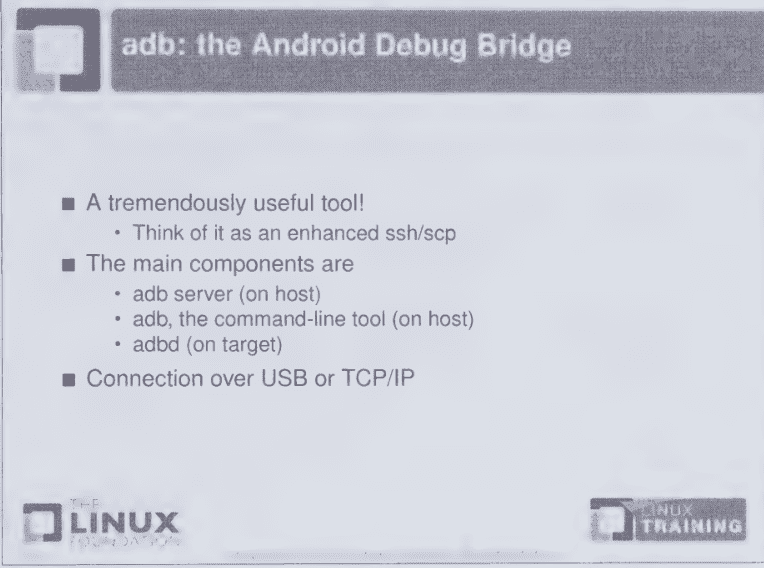 adb: the Android Debug Bridge
■ A tremendously useful tool!
• Think of it as an enhanced ssh/scp
■ The main components are
• adb server (on host)
• adb, the command-line tool (on host)
• adbd (on target)
■ Connection over USB or TCP/IP
THE
LINUX
FOUNDATION
LINUX
TRAINING